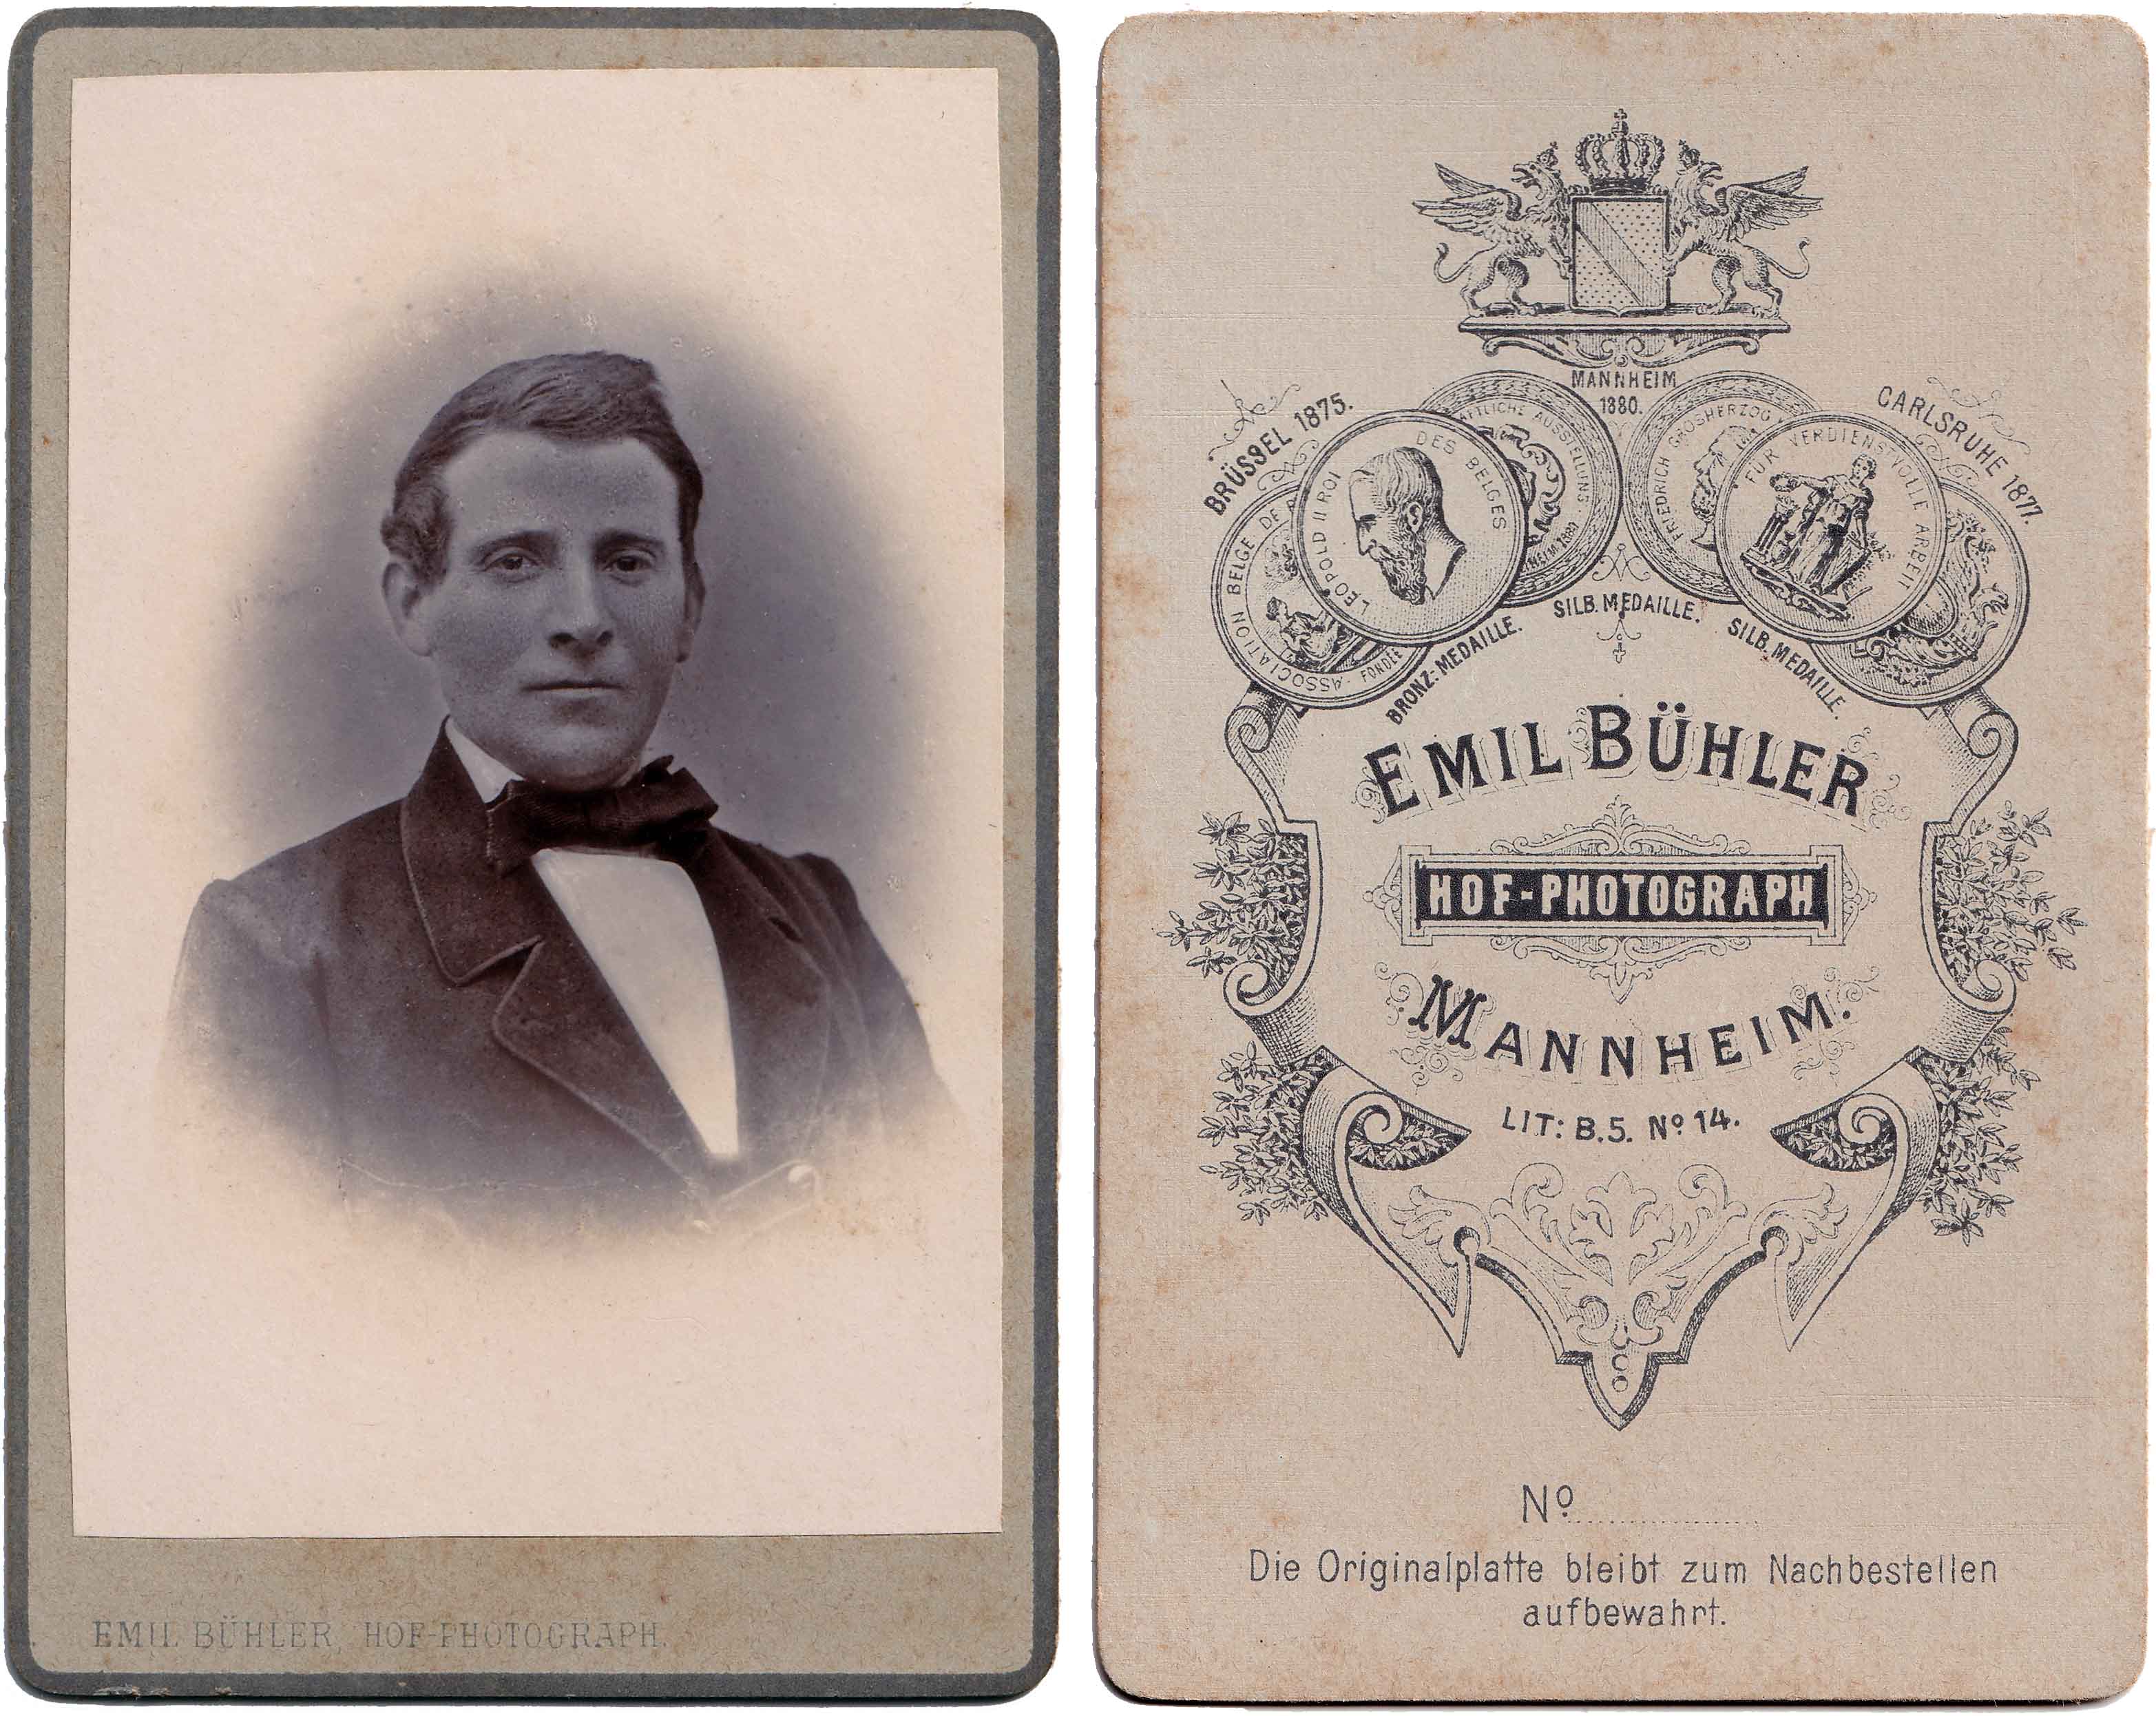 EMIL BÜHLER, HOF-PHOTOGRAPH.
MANNHEIM
1880.
BRÜSSEL 1875.
CARLSRUHE 1877.
ASSOCIATION BELGE DE
FONDÉE
LEOPOLD II ROI DES BELGES
AUSSTELLUNG
FRIEDRICH GROSHERZOG
FÜR VERDIENSTVOLLE ARBEIT
BRONZ: MEDAILLE.
SILB. MEDAILLE.
SILB. MEDAILLE.
EMIL BÜHLER
HOF-PHOTOGRAPH
MANNHEIM.
LIT: B.5. Nº 14.
Nº
Die Originalplatte bleibt zum Nachbestellen
aufbewahrt.